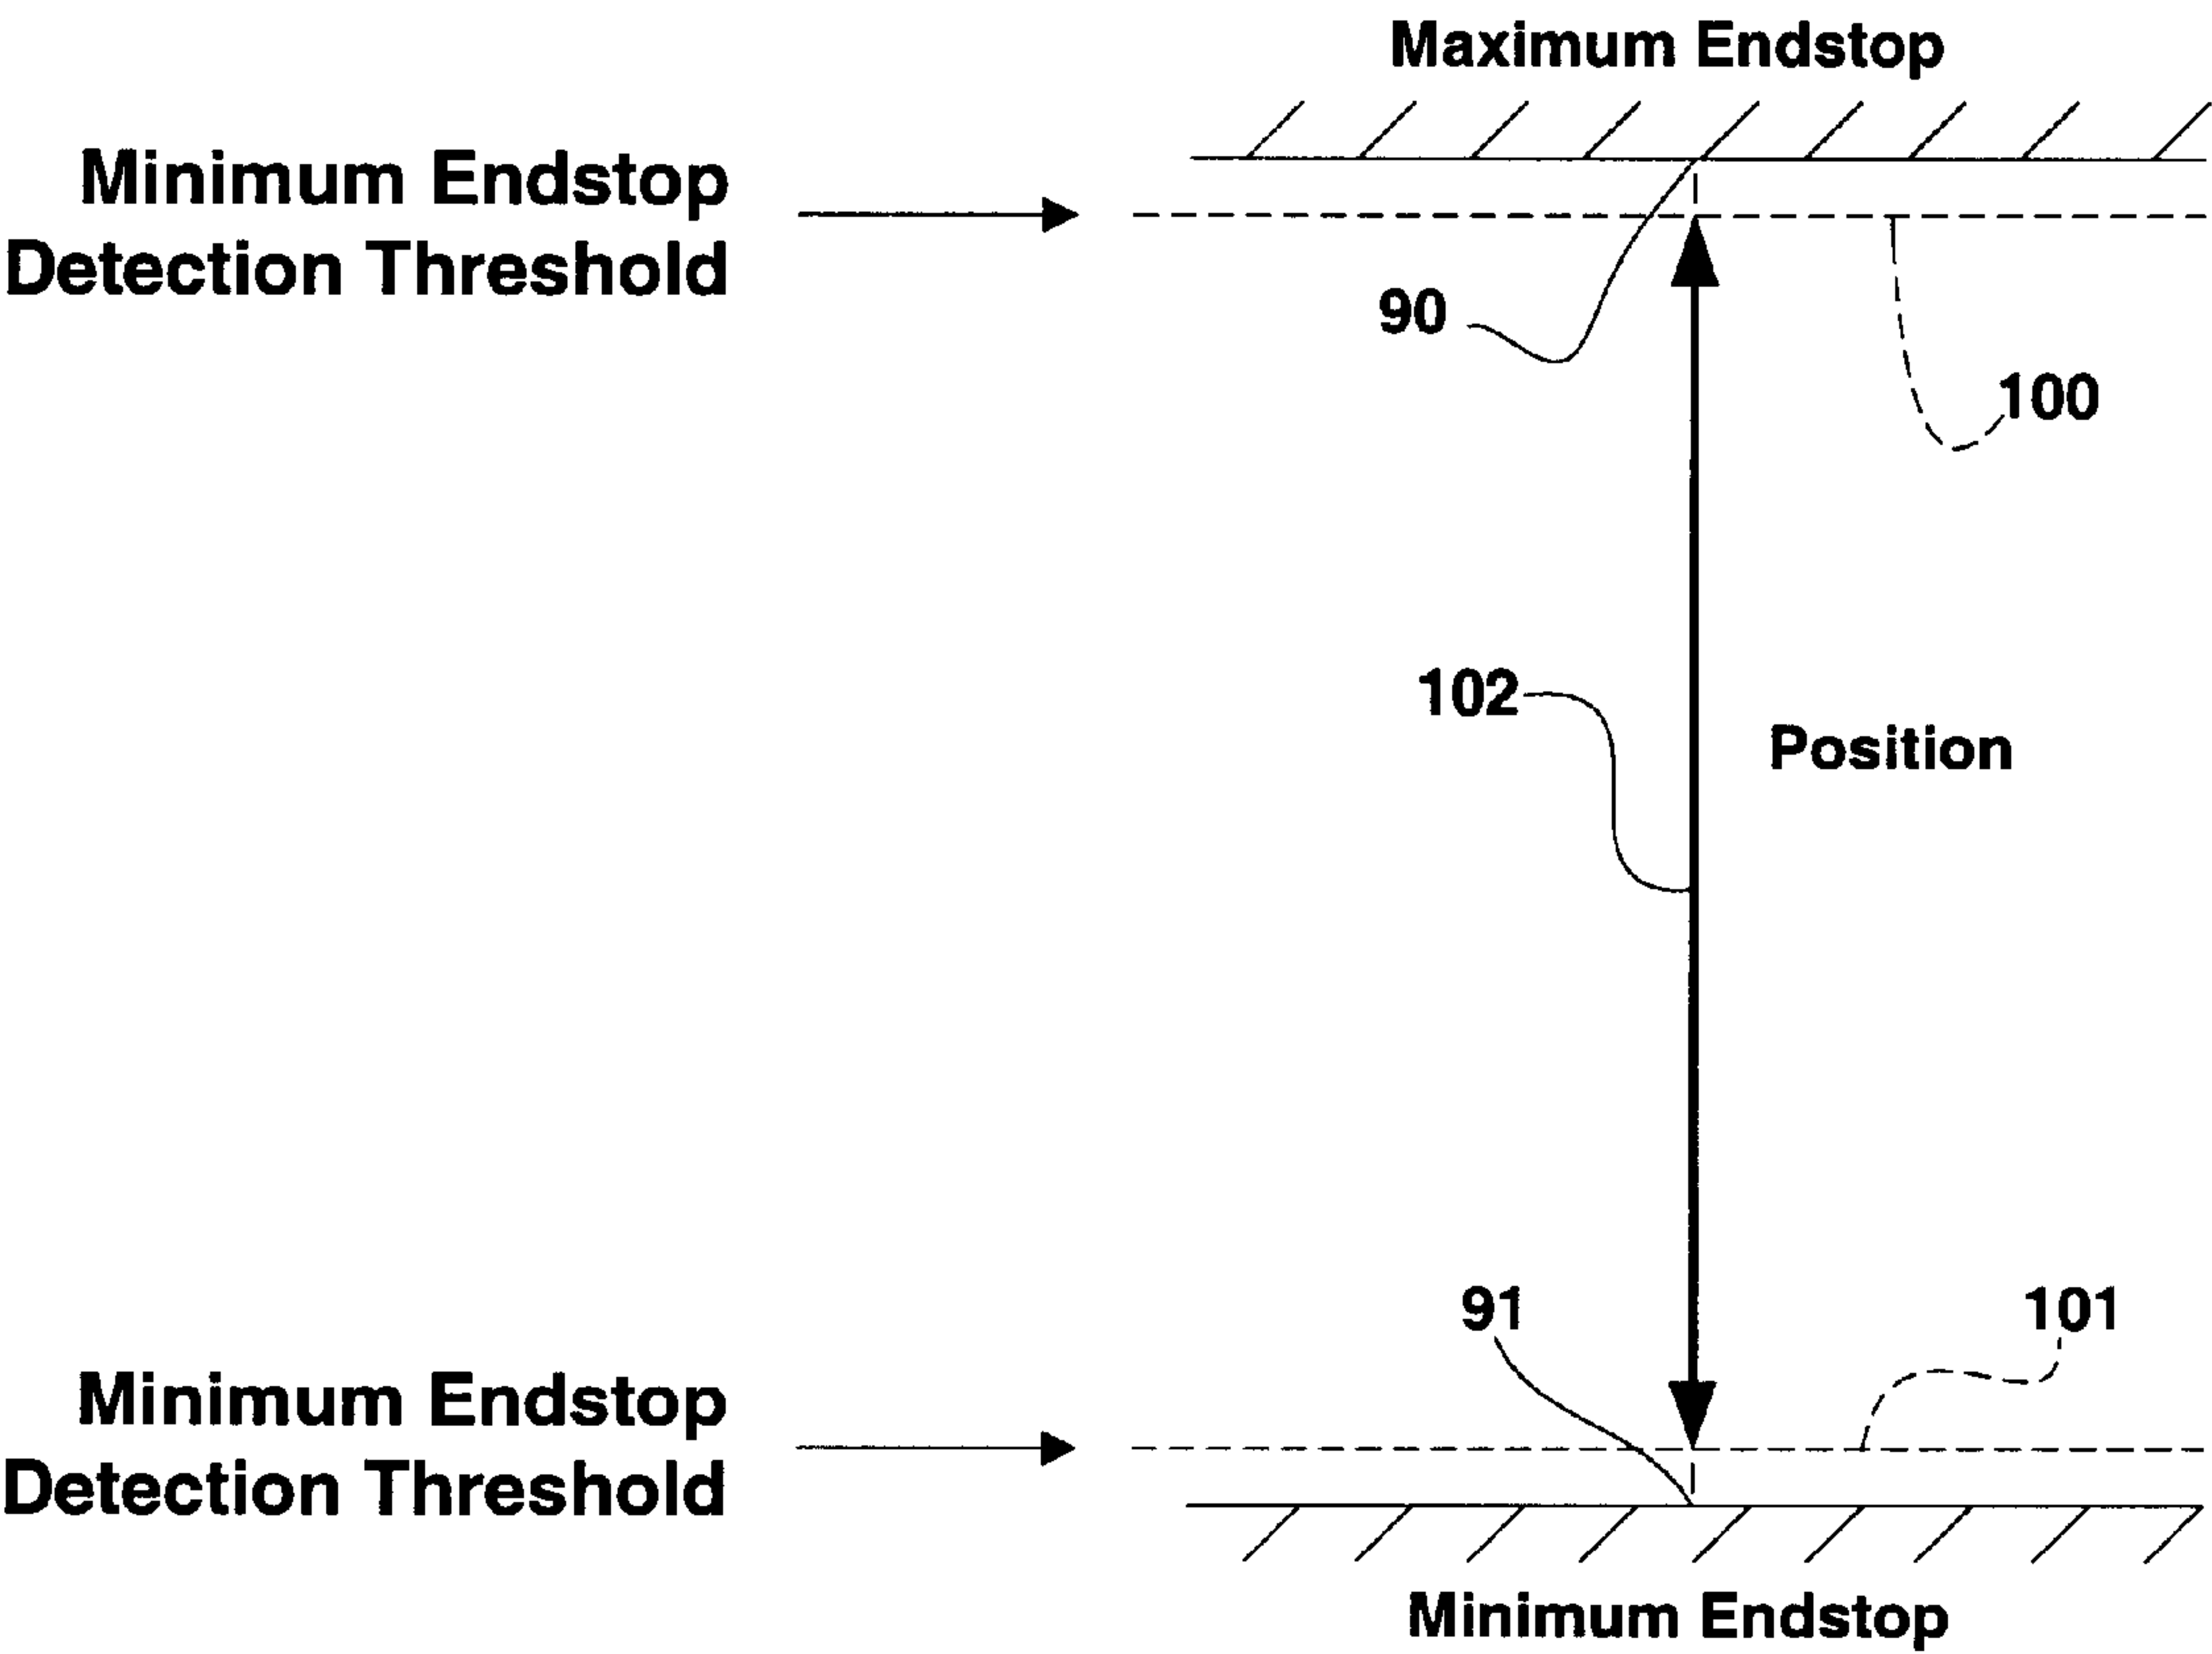 Maximum Endstop
Minimum Endstop
Detection Threshold
90
100
102
Position
91
101
Minimum Endstop
Detection Threshold
Minimum Endstop